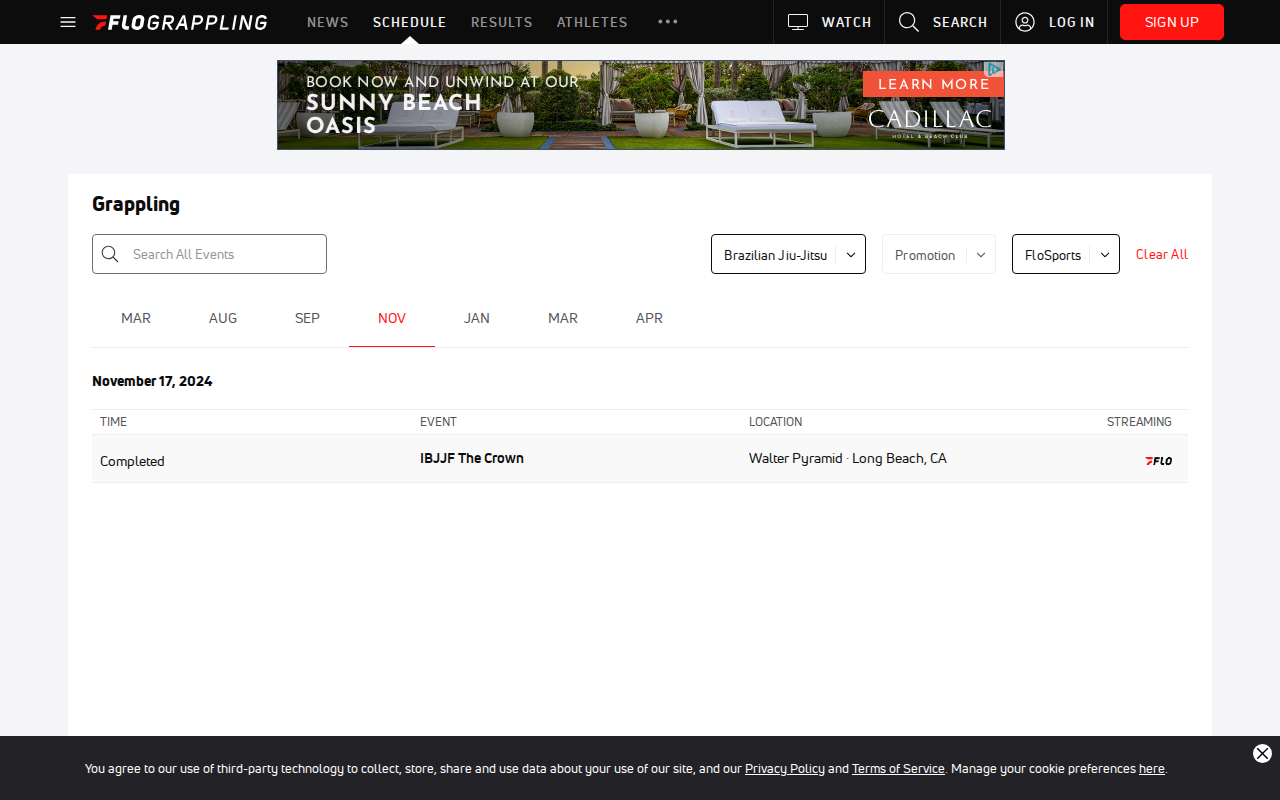 FLOGRAPPLING NEWS SCHEDULE RESULTS ATHLETES ••• WATCH SEARCH LOG IN SIGN UP
BOOK NOW AND UNWIND AT OUR
SUNNY BEACH
OASIS
LEARN MORE
CADILLAC
HOTEL & BEACH CLUB
Grappling
Search All Events Brazilian Jiu-Jitsu Promotion FloSports Clear All
MAR AUG SEP NOV JAN MAR APR
November 17, 2024
TIME EVENT LOCATION STREAMING
Completed IBJJF The Crown Walter Pyramid · Long Beach, CA FLO
You agree to our use of third-party technology to collect, store, share and use data about your use of our site, and our Privacy Policy and Terms of Service. Manage your cookie preferences here.